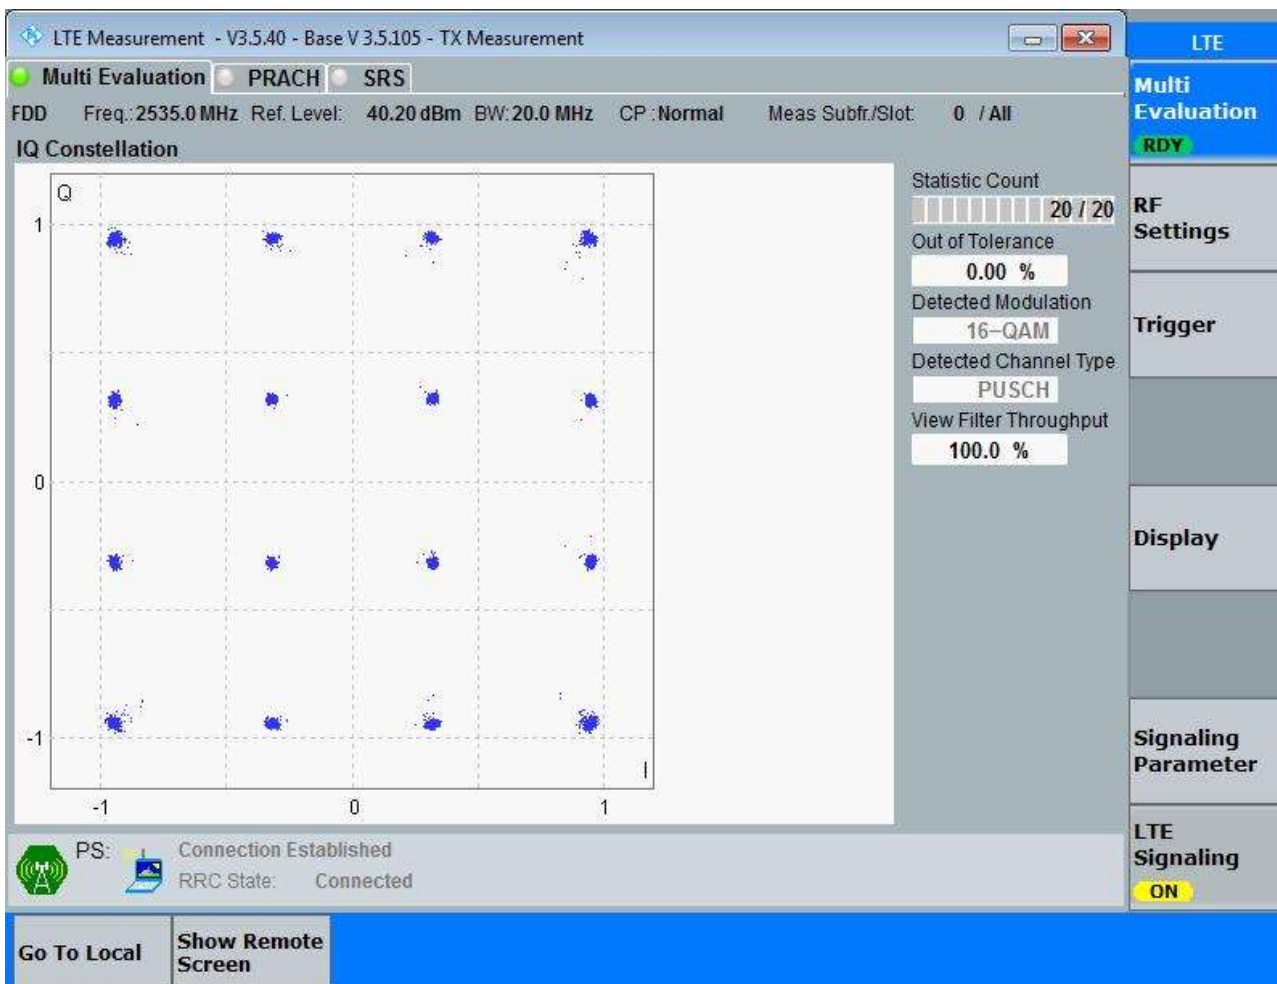 LTE Measurement - V3.5.40 - Base V 3.5.105 - TX Measurement
LTE
Multi Evaluation PRACH SRS
Multi
Evaluation
RDY
FDD Freq.: 2535.0 MHz Ref. Level: 40.20 dBm BW: 20.0 MHz CP : Normal Meas Subfr./Slot: 0 / All
IQ Constellation
Q
1
0
-1
I
-1 0 1
Statistic Count
20 / 20
Out of Tolerance
0.00 %
Detected Modulation
16-QAM
Detected Channel Type
PUSCH
View Filter Throughput
100.0 %
RF
Settings
Trigger
Display
Signaling
Parameter
LTE
Signaling
ON
PS: Connection Established
RRC State: Connected
Go To Local
Show Remote
Screen